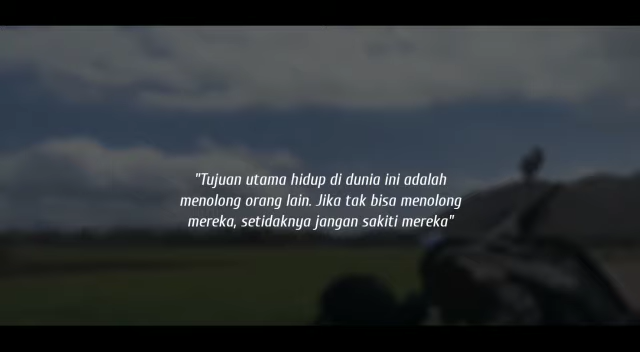 "Tujuan utama hidup di dunia ini adalah
menolong orang lain. Jika tak bisa menolong
mereka, setidaknya jangan sakiti mereka"